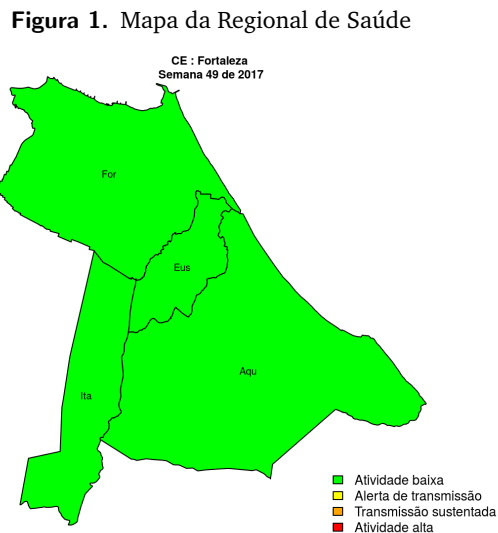 Figura 1. Mapa da Regional de Saúde
CE : Fortaleza
Semana 49 de 2017
For
Eus
Aqu
Ita
Atividade baixa
Alerta de transmissão
Transmissão sustentada
Atividade alta